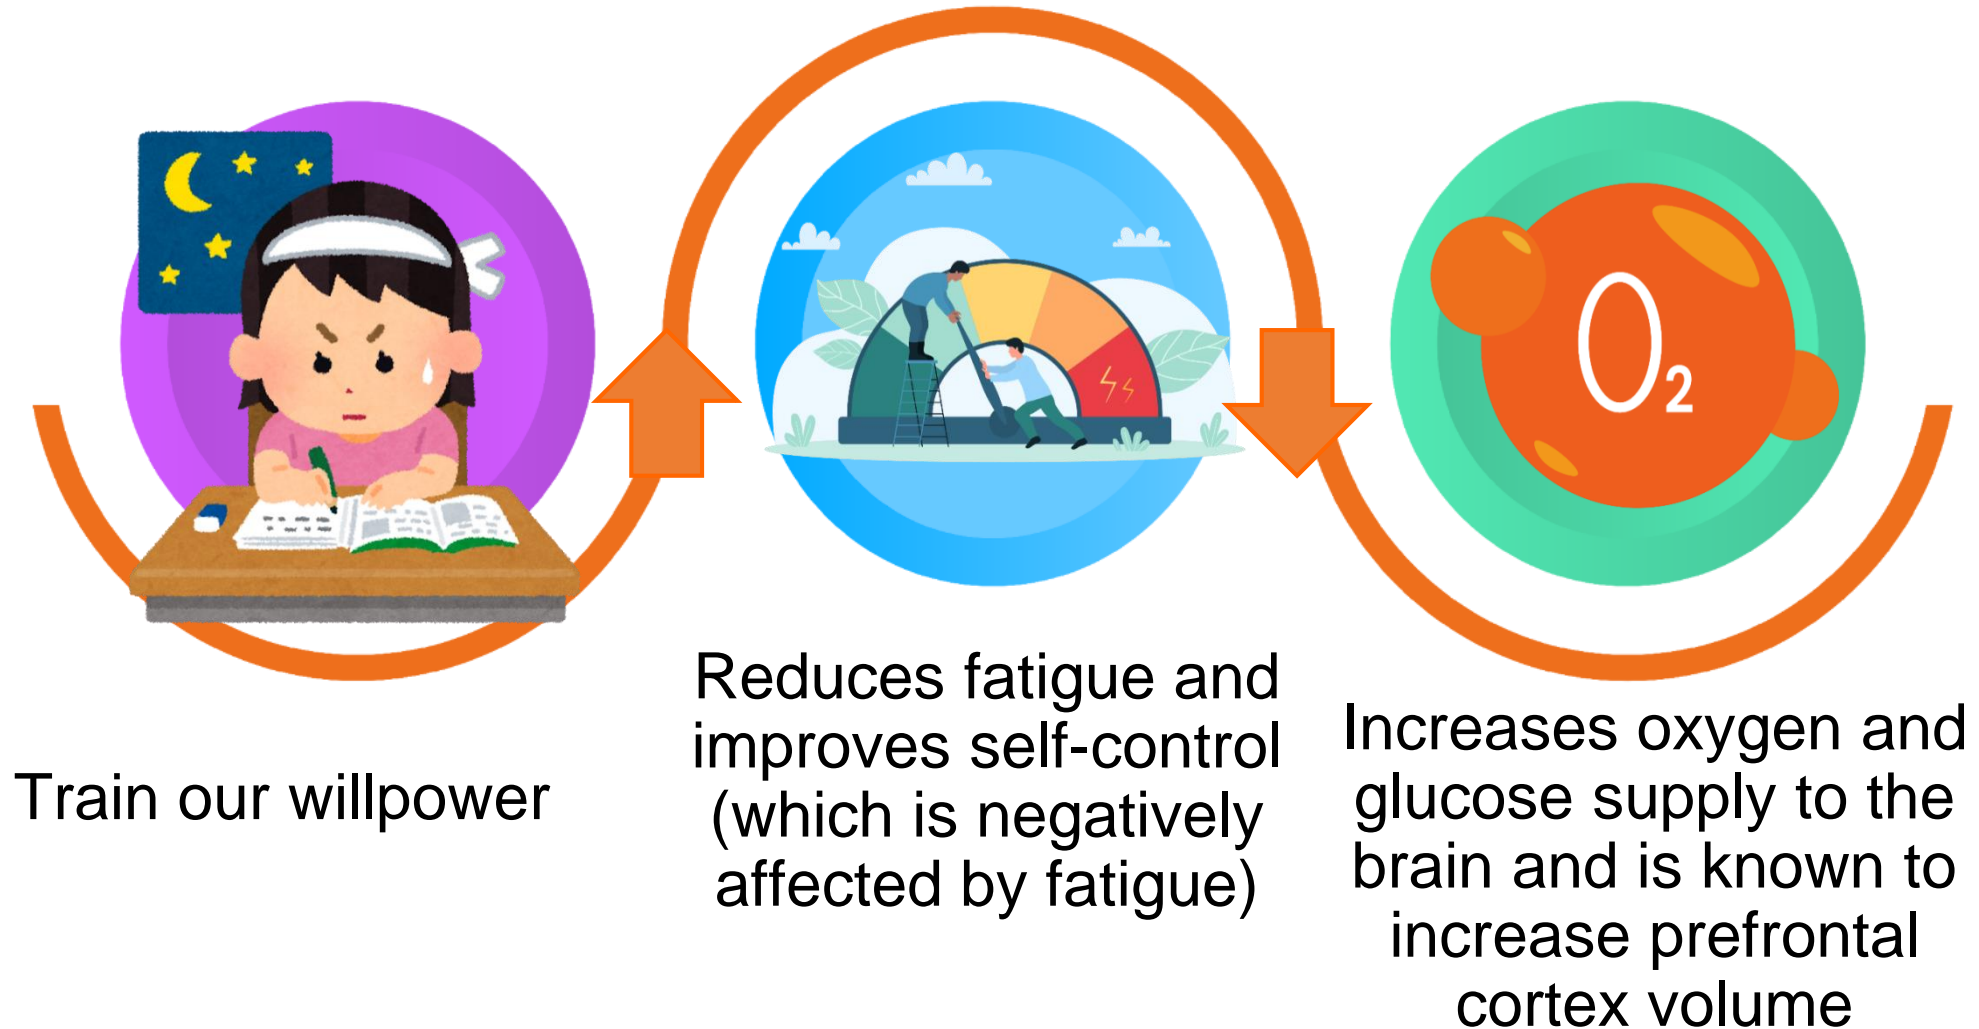 O₂
Train our willpower
Reduces fatigue and
improves self-control
(which is negatively
affected by fatigue)
Increases oxygen and
glucose supply to the
brain and is known to
increase prefrontal
cortex volume